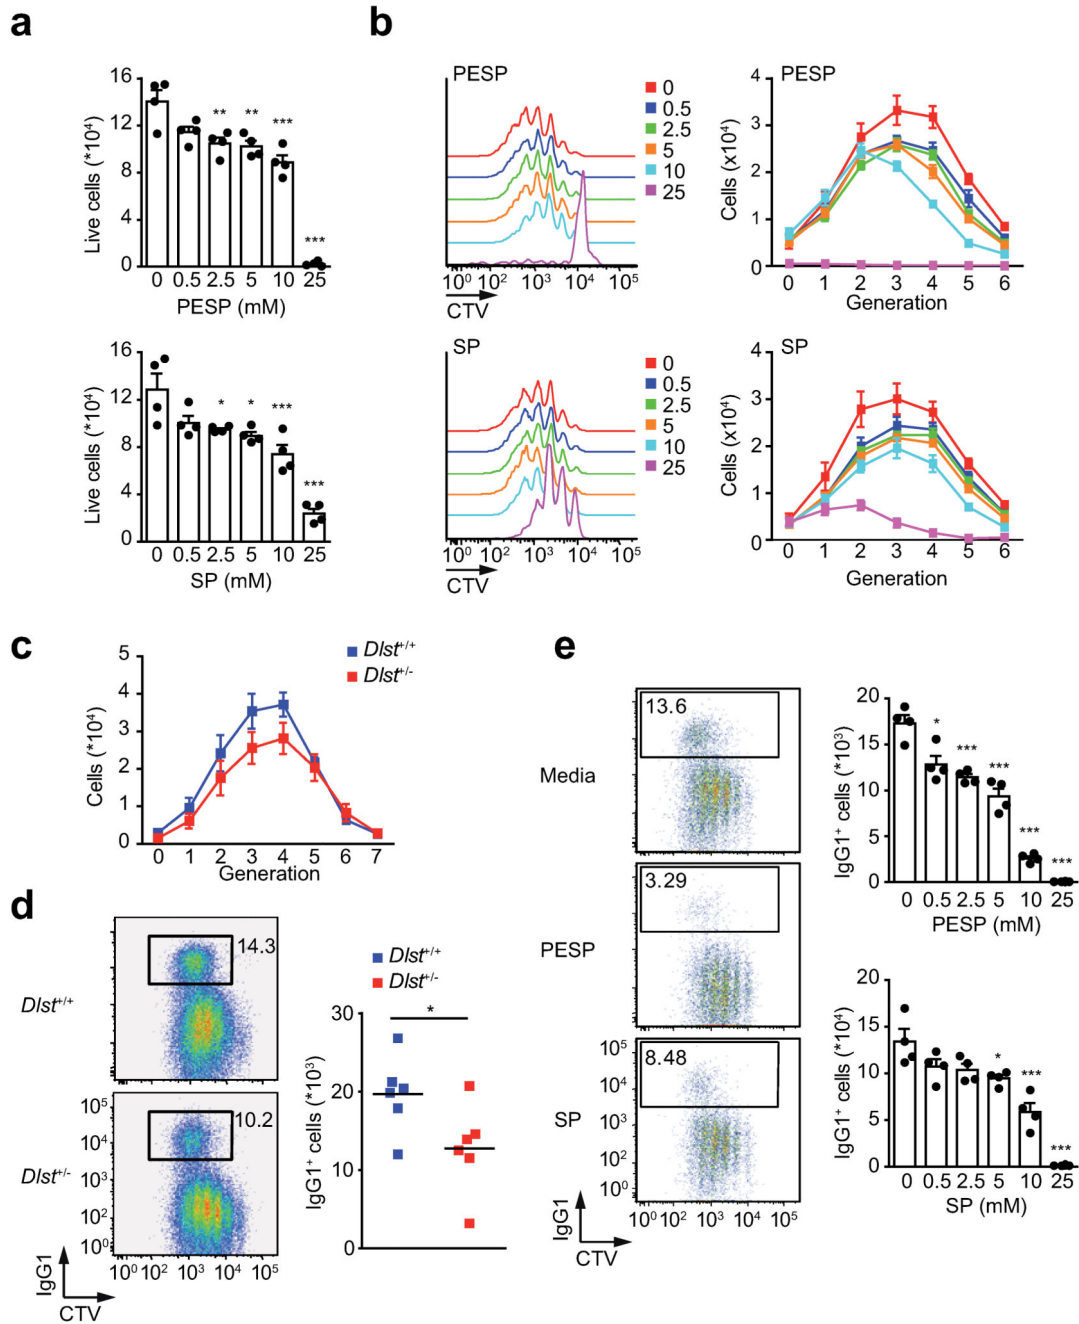 a
16
12
8
4
0
Live cells (*10⁴)
** ** *** ***
0 0.5 2.5 5 10 25
PESP (mM)
16
12
8
4
0
Live cells (*10⁴)
* * *** ***
0 0.5 2.5 5 10 25
SP (mM)
b
PESP
0
0.5
2.5
5
10
25
10⁰ 10² 10³ 10⁴ 10⁵
CTV
PESP
4
3
2
1
0
Cells (x10⁴)
0 1 2 3 4 5 6
Generation
SP
0
0.5
2.5
5
10
25
10⁰ 10² 10³ 10⁴ 10⁵
CTV
SP
4
3
2
1
0
Cells (x10⁴)
0 1 2 3 4 5 6
Generation
c
Dlst⁺/⁺
Dlst⁺/⁻
5
4
3
2
1
0
Cells (*10⁴)
0 1 2 3 4 5 6 7
Generation
d
Dlst⁺/⁺
14.3
Dlst⁺/⁻
10.2
10⁵
10⁴
10³
10²
10⁰
IgG1
10⁰ 10² 10³ 10⁴ 10⁵
CTV
Dlst⁺/⁺
Dlst⁺/⁻
*
30
20
10
0
IgG1⁺ cells (*10³)
e
Media
13.6
PESP
3.29
SP
8.48
10⁵
10⁴
10³
10²
10⁰
IgG1
10⁰ 10² 10³ 10⁴ 10⁵
CTV
20
15
10
5
0
IgG1⁺ cells (*10³)
* *** *** *** ***
0 0.5 2.5 5 10 25
PESP (mM)
20
15
10
5
0
IgG1⁺ cells (*10⁴)
* *** ***
0 0.5 2.5 5 10 25
SP (mM)